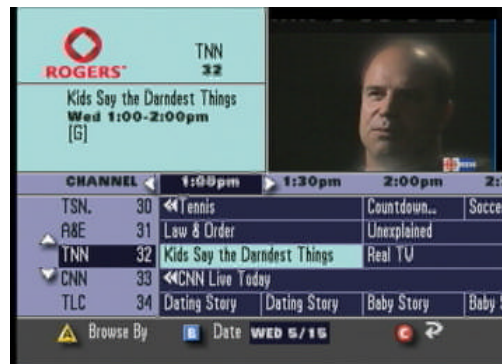 ROGERS
TNN
32
Kids Say the Darndest Things
Wed 1:00-2:00pm
[G]
CHANNEL 1:00pm 1:30pm 2:00pm 2:
TSN. 30 Tennis Countdown... Socce
A&E 31 Law & Order Unexplained
TNN 32 Kids Say the Darndest Things Real TV
CNN 33 CNN Live Today
TLC 34 Dating Story Dating Story Baby Story Baby S
A Browse By B Date WED 5/15 C